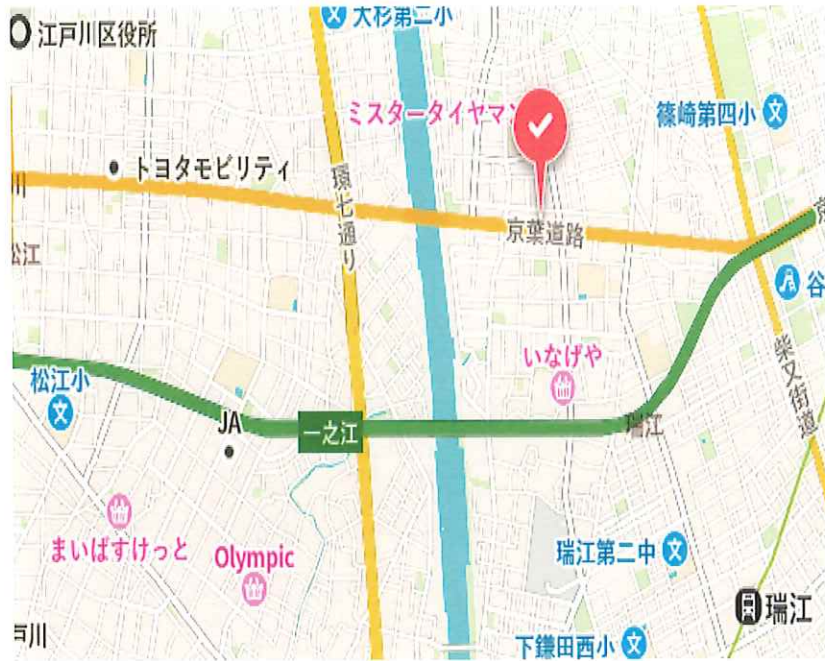 大杉第二小
江戸川区役所
ミスタータイヤマン
篠崎第四小
トヨタモビリティ
環七通り
川
京葉道路
松江
谷
いなげや
柴又街道
松江小
JA
一之江
瑞江
まいばすけっと
Olympic
瑞江第二中
瑞江
戸川
下鎌田西小